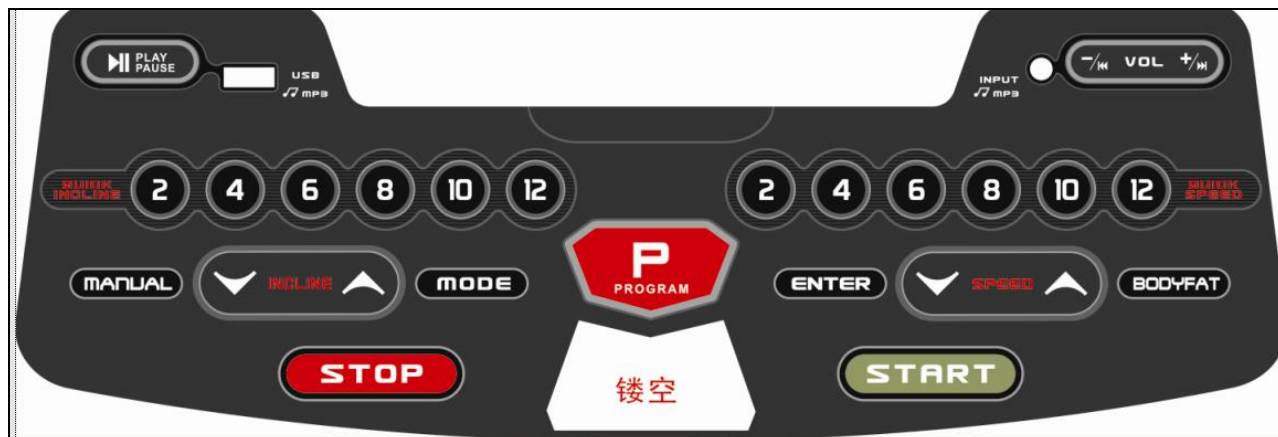 PLAY
PAUSE
USB
mp3
INPUT
mp3
− VOL +
QUICK
INCLINE
2 4 6 8 10 12
2 4 6 8 10 12
QUICK
SPEED
P
PROGRAM
MANUAL
INCLINE
MODE
ENTER
SPEED
BODYFAT
STOP
镂空
START